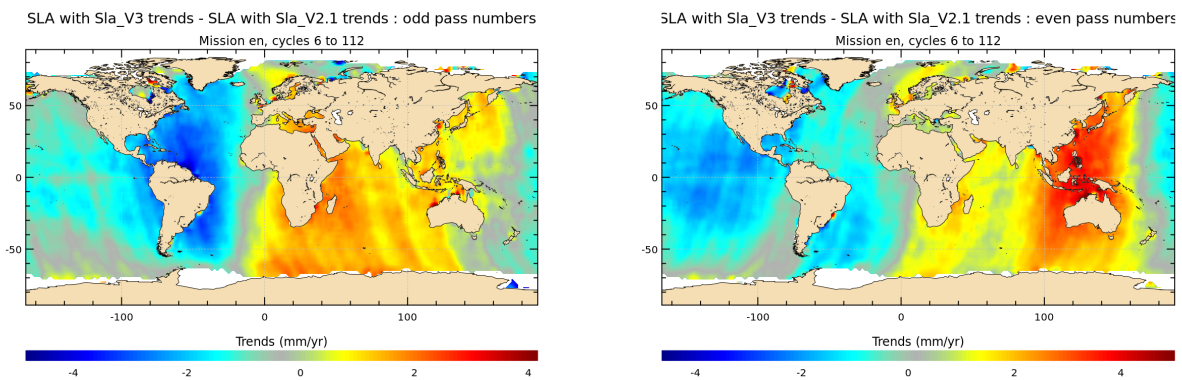 SLA with Sla_V3 trends - SLA with Sla_V2.1 trends : odd pass numbers
Mission en, cycles 6 to 112
50
0
-50
-100 0 100
Trends (mm/yr)
-4 -2 0 2 4
SLA with Sla_V3 trends - SLA with Sla_V2.1 trends : even pass numbers
Mission en, cycles 6 to 112
50
0
-50
-100 0 100
Trends (mm/yr)
-4 -2 0 2 4